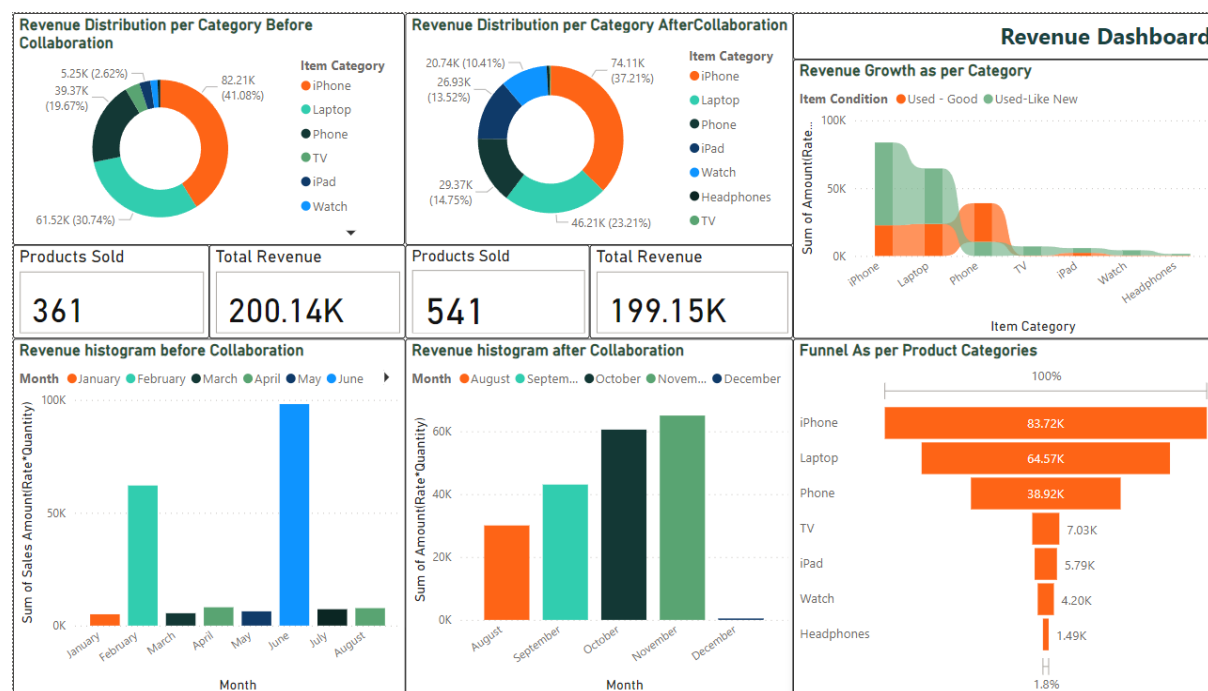 Revenue Distribution per Category Before
Collaboration
5.25K (2.62%)
39.37K
(19.67%)
82.21K
(41.08%)
61.52K (30.74%)
Item Category
iPhone
Laptop
Phone
TV
iPad
Watch
Revenue Distribution per Category AfterCollaboration
20.74K (10.41%)
26.93K
(13.52%)
29.37K
(14.75%)
74.11K
(37.21%)
46.21K (23.21%)
Item Category
iPhone
Laptop
Phone
iPad
Watch
Headphones
TV
Revenue Dashboard
Revenue Growth as per Category
Item Condition Used - Good Used-Like New
Sum of Amount(Rate...
100K
50K
0K
iPhone
Laptop
Phone
TV
iPad
Watch
Headphones
Item Category
Products Sold
361
Total Revenue
200.14K
Products Sold
541
Total Revenue
199.15K
Revenue histogram before Collaboration
Month January February March April May June
Sum of Sales Amount(Rate*Quantity)
100K
50K
0K
January
February
March
April
May
June
July
August
Month
Revenue histogram after Collaboration
Month August Septem... October Novem... December
Sum of Amount(Rate*Quantity)
60K
40K
20K
0K
August
September
October
November
December
Month
Funnel As per Product Categories
100%
iPhone 83.72K
Laptop 64.57K
Phone 38.92K
TV 7.03K
iPad 5.79K
Watch 4.20K
Headphones 1.49K
1.8%